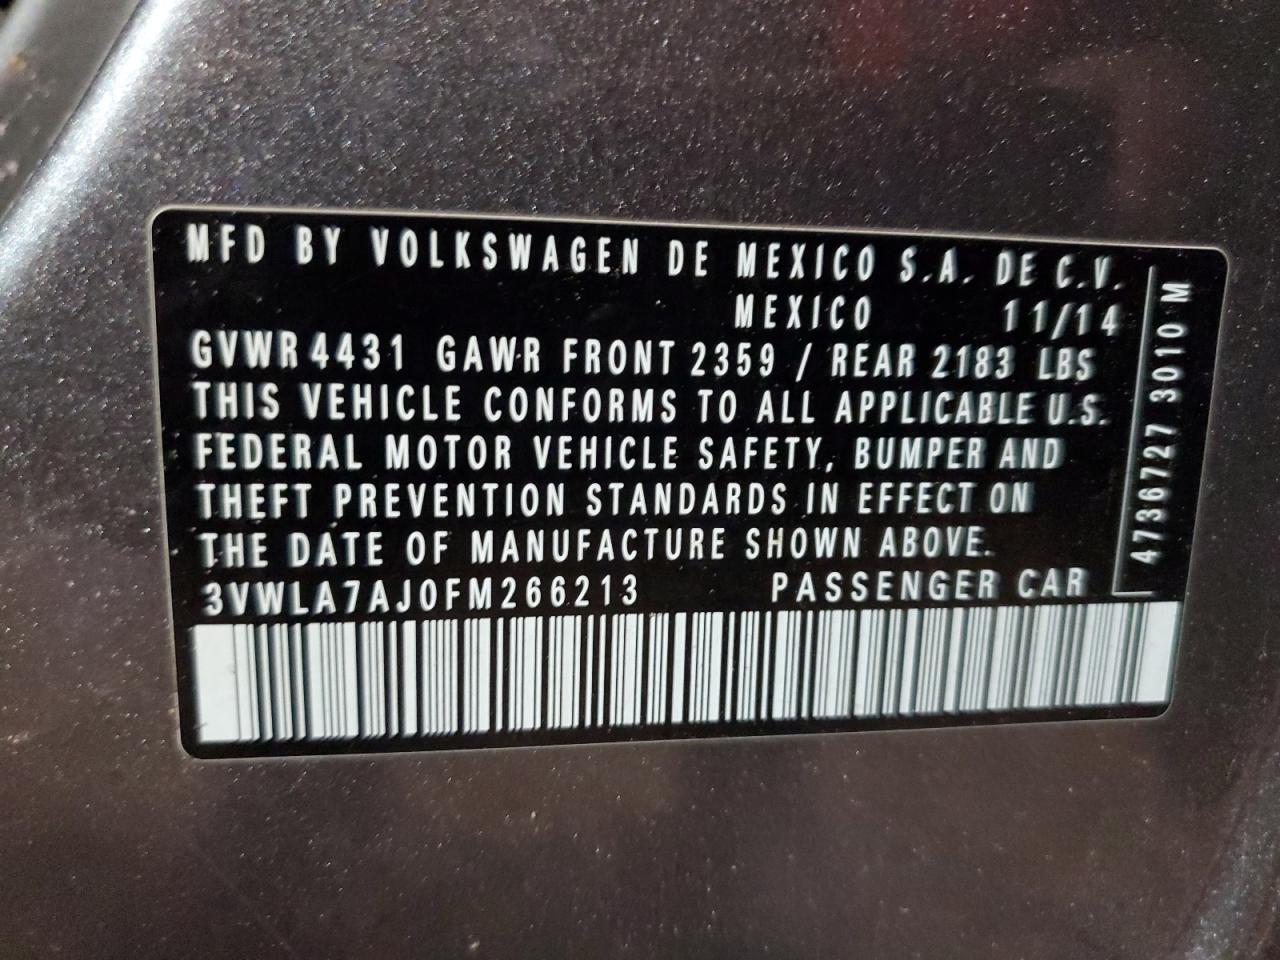 MFD BY VOLKSWAGEN DE MEXICO S.A. DE C.V.
MEXICO 11/14
GVWR 4431 GAWR FRONT 2359 / REAR 2183 LBS
THIS VEHICLE CONFORMS TO ALL APPLICABLE U.S.
FEDERAL MOTOR VEHICLE SAFETY, BUMPER AND
THEFT PREVENTION STANDARDS IN EFFECT ON
THE DATE OF MANUFACTURE SHOWN ABOVE.
3VWLA7AJ0FM266213 PASSENGER CAR
4736727 3010 M